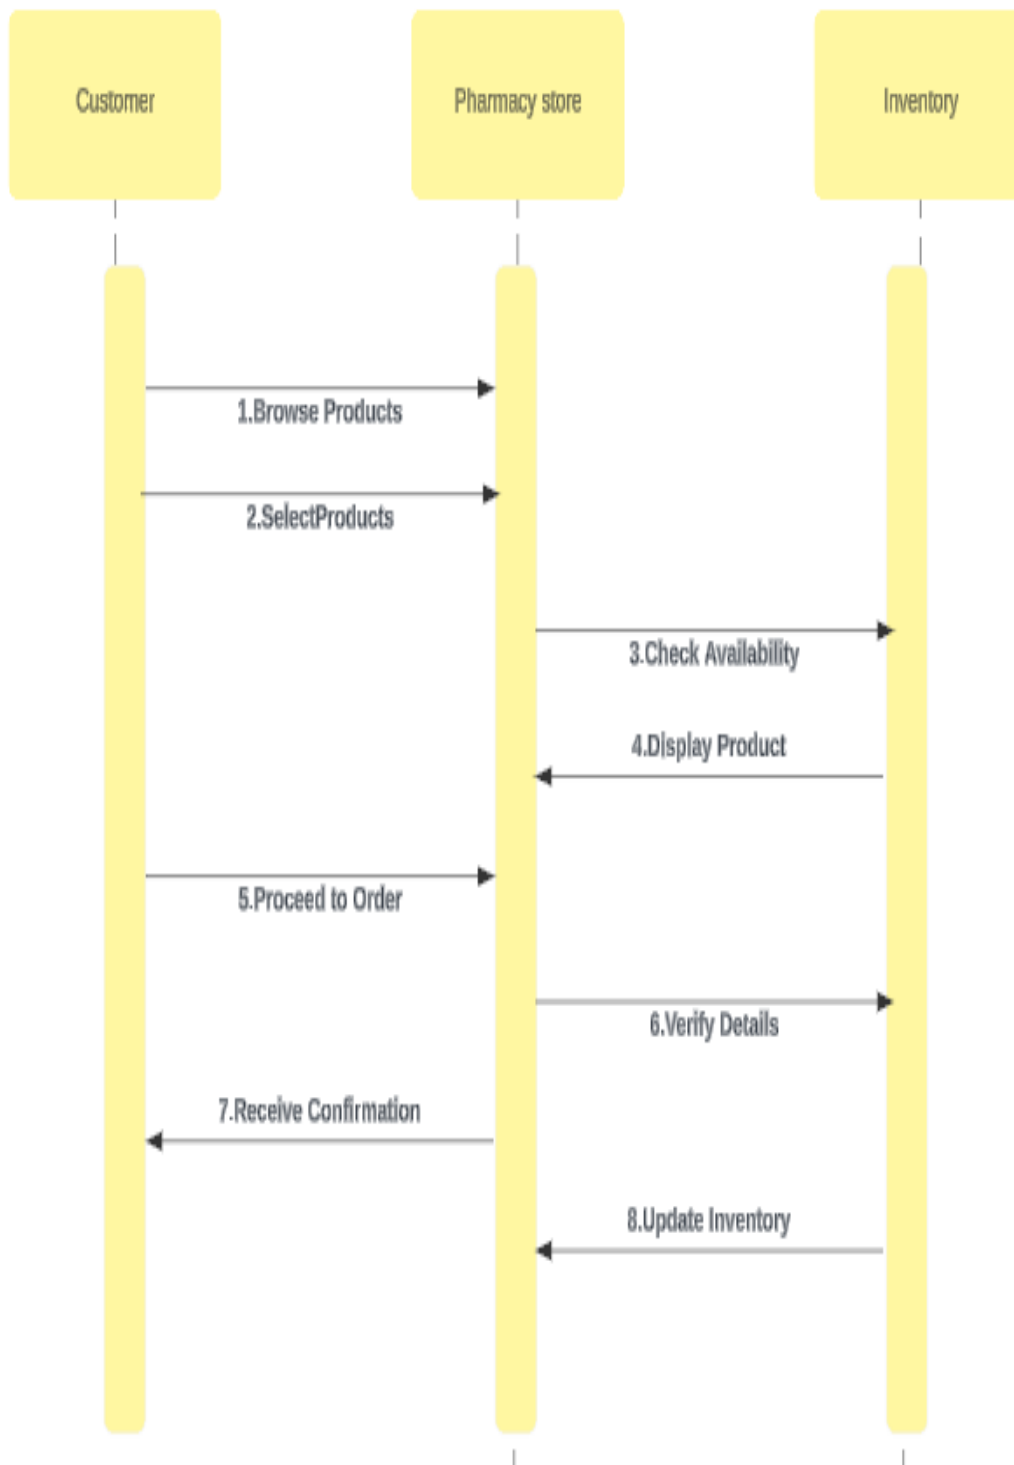 Customer
Pharmacy store
Inventory
1.Browse Products
2.SelectProducts
3.Check Availability
4.Display Product
5.Proceed to Order
6.Verify Details
7.Receive Confirmation
8.Update Inventory